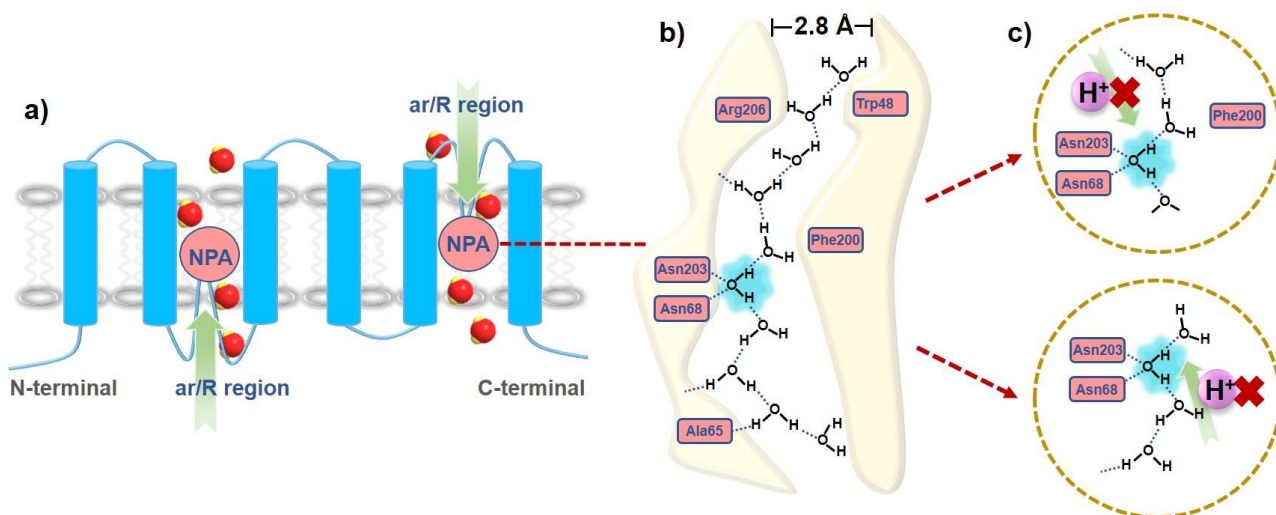 a)
ar/R region
NPA
NPA
N-terminal
ar/R region
C-terminal
b)
2.8 Å
H H
O
H
O
H
Arg206
Trp48
H
O
H
H
O
H
H
H
O
Phe200
Asn203
Asn68
H
O
H
O
H
H
H
O
H
Ala65
H
O
H
H
O
H
c)
H
O
H
H+
H
O
H
Phe200
Asn203
Asn68
H
O
H
O
H
O
H
Asn203
Asn68
H
O
H
H+
O
H
H
H
O
H